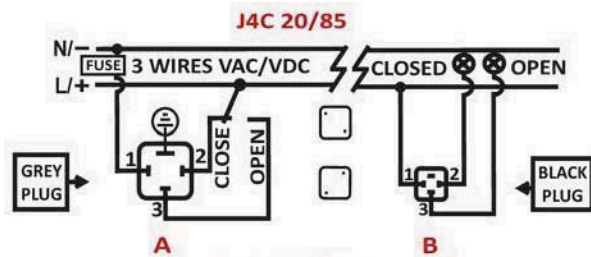 J4C 20/85
N/-
FUSE 3 WIRES VAC/VDC CLOSED OPEN
L/+
CLOSE
OPEN
1 2
3
1 2
3
GREY
PLUG
BLACK
PLUG
A B